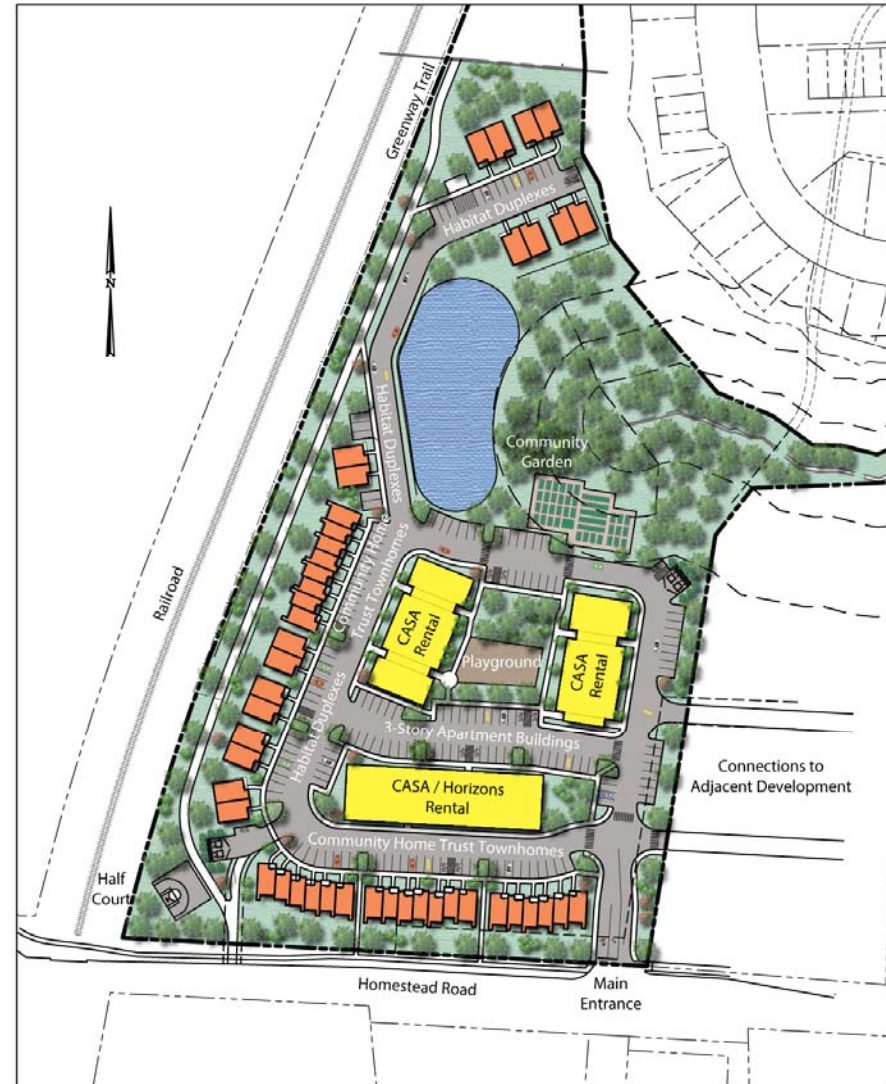 Greenway Trail
Habitat Duplexes
N
Habitat Duplexes
Community
Garden
Community Home
Trust Townhomes
Railroad
CASA
Rental
Playground
CASA
Rental
Habitat Duplexes
3-Story Apartment Buildings
Connections to
Adjacent Development
CASA / Horizons
Rental
Community Home Trust Townhomes
Half
Court
Homestead Road
Main
Entrance